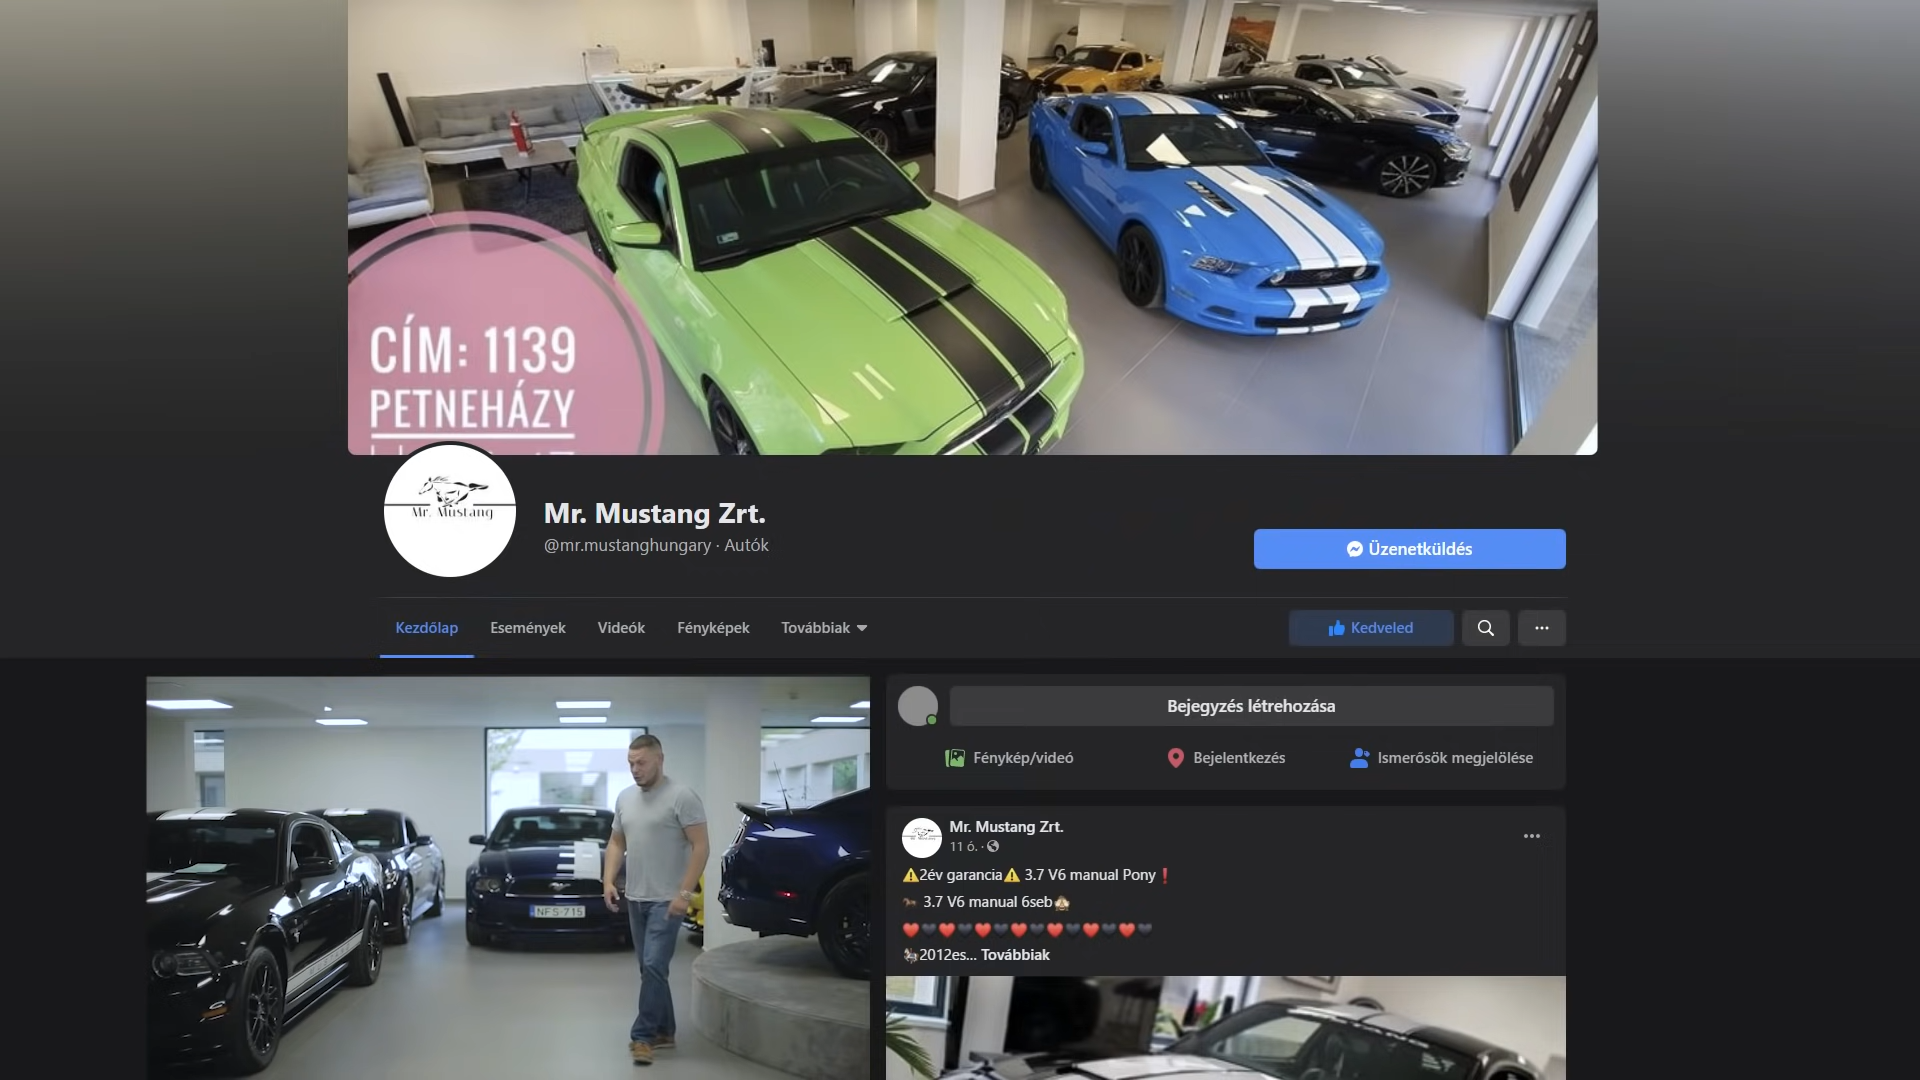 CÍM: 1139
PETNEHÁZY
Mr. Mustang
Mr. Mustang Zrt.
@mr.mustanghungary · Autók
Üzenetküldés
Kezdőlap
Események
Videók
Fényképek
Továbbiak
Kedveled
NFS-715
Bejegyzés létrehozása
Fénykép/videó
Bejelentkezés
Ismerősök megjelölése
Mr. Mustang Zrt.
11 ó. ·
⚠️2év garancia⚠️ 3.7 V6 manual Pony❗
🐎 3.7 V6 manual 6seb🙈
❤️🖤❤️🖤❤️🖤❤️🖤❤️🖤❤️🖤❤️🖤
🎠2012es... Továbbiak